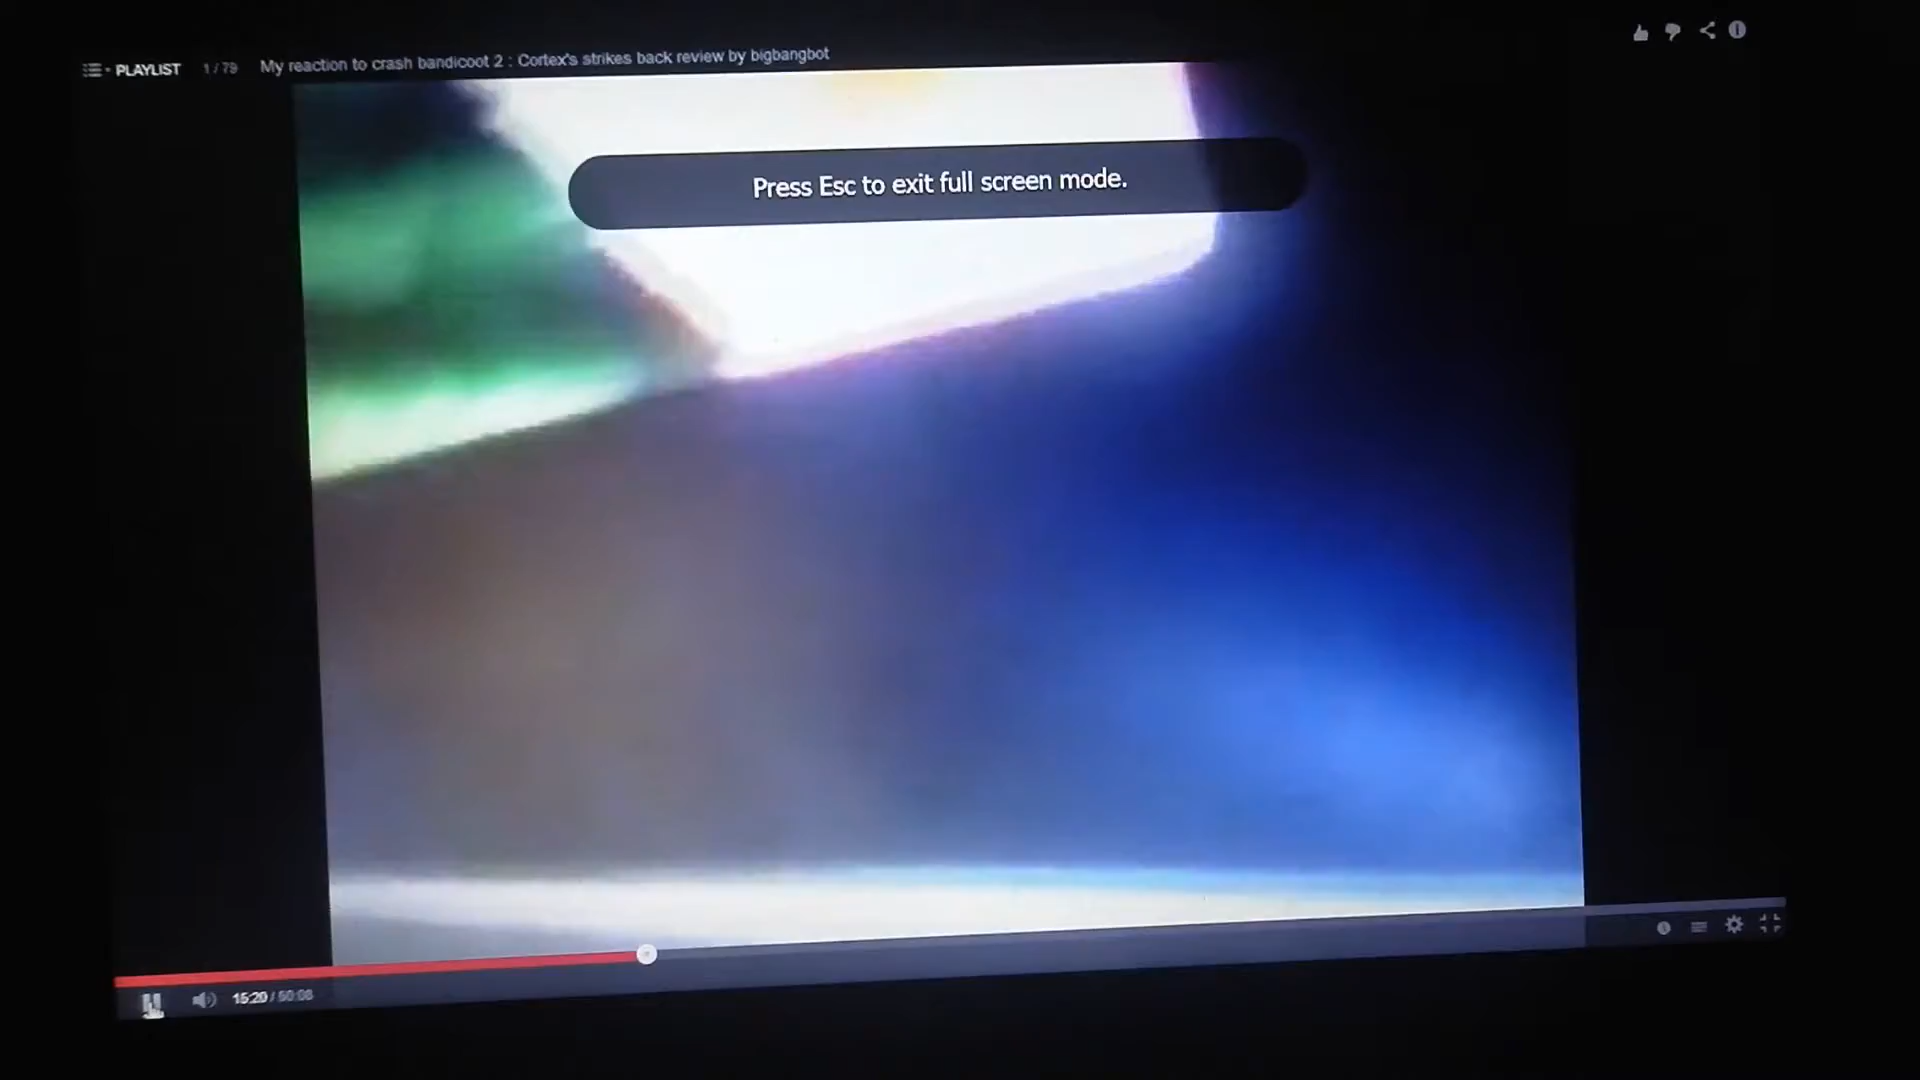 PLAYLIST 1 / 79 My reaction to crash bandicoot 2 : Cortex's strikes back review by bigbangbot
Press Esc to exit full screen mode.
15:20 / 50:08